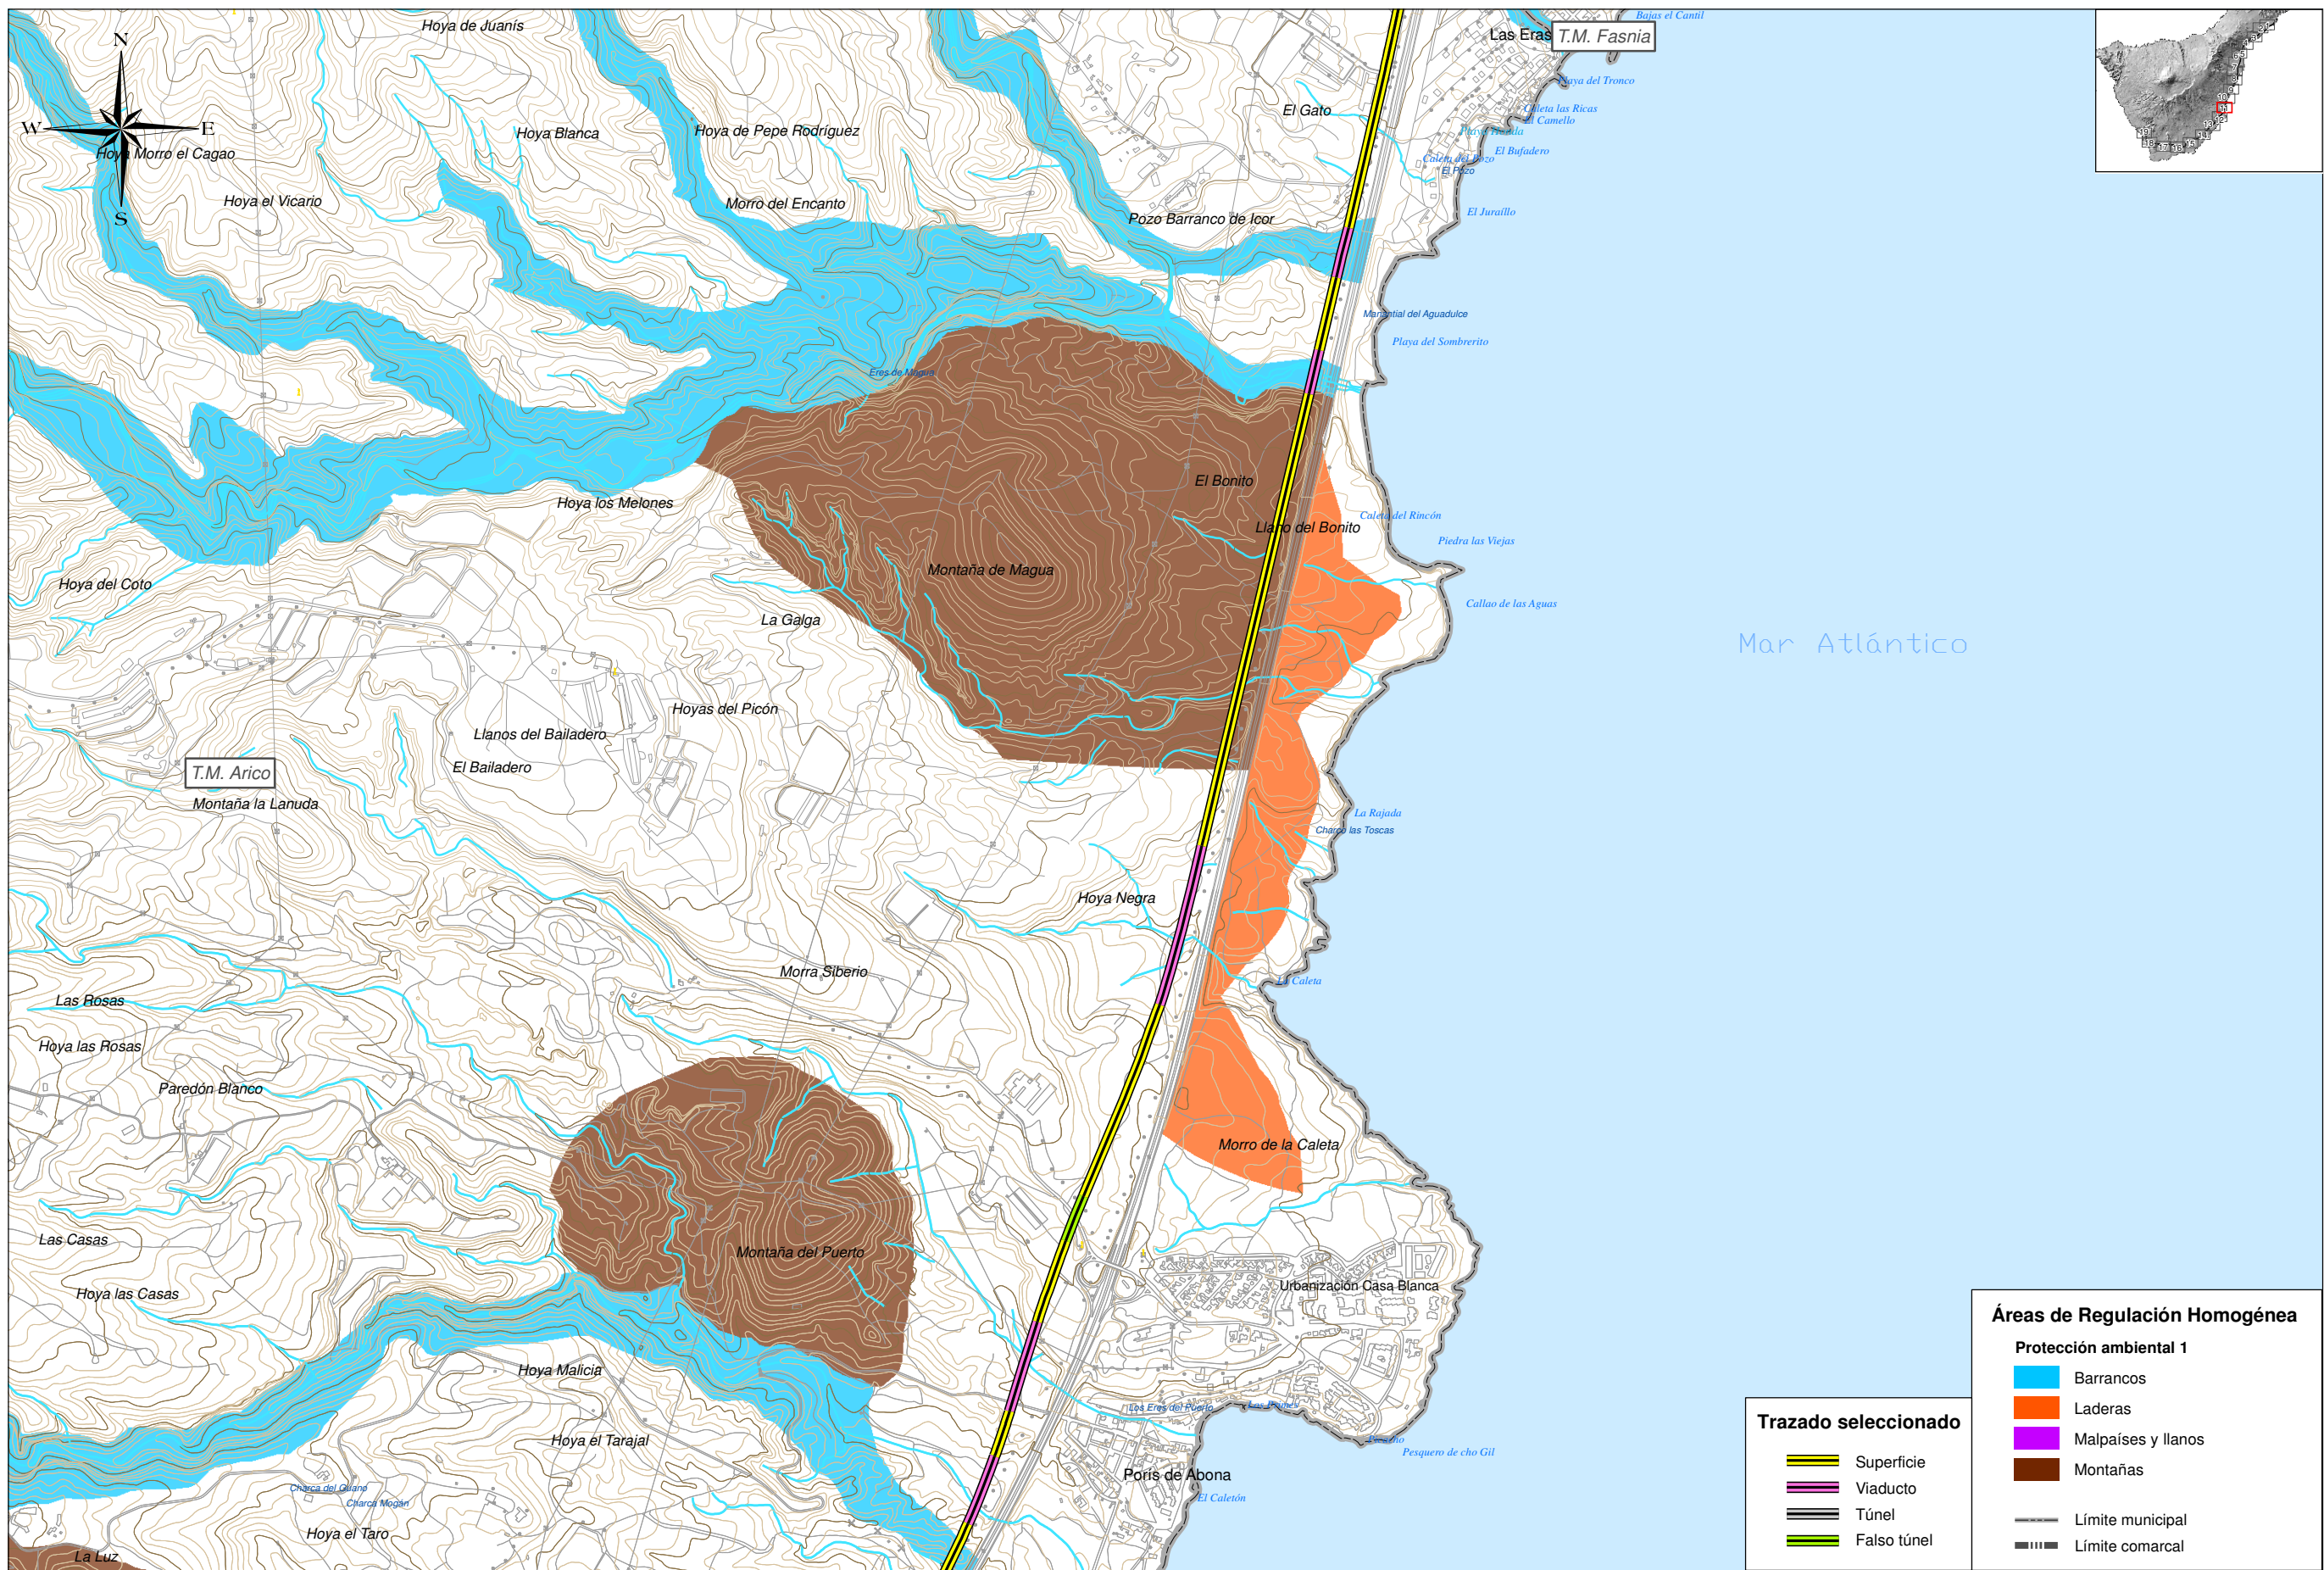 Hoya de Juanís
Bajas el Cantil
Las Eras
T.M. Fasnia
N
W
E
S
Playa del Tronco
Caleta las Ricas
El Camello
El Gato
Hoya Blanca
Hoya de Pepe Rodríguez
Playa Honda
El Bufadero
Hoya Morro el Cagao
Caleta del Pozo
El Pozo
Hoya el Vicario
Morro del Encanto
Pozo Barranco de Icor
El Juraíllo
Manantial del Aguadulce
Playa del Sombrerito
Eres de Magua
El Bonito
Hoya los Melones
Caleta del Rincón
Llano del Bonito
Piedra las Viejas
Montaña de Magua
Hoya del Coto
Callao de las Aguas
La Galga
Mar Atlántico
Hoyas del Picón
Llanos del Bailadero
El Bailadero
T.M. Arico
Montaña la Lanuda
La Rajada
Charco las Toscas
Hoya Negra
Morra Siberio
La Caleta
Las Rosas
Hoya las Rosas
Paredón Blanco
Morro de la Caleta
Las Casas
Montaña del Puerto
Hoya las Casas
Urbanización Casa Blanca
Hoya Malicia
Los Eres del Puerto
Hoya el Tarajal
Pesquero de cho Gil
Porís de Abona
Charca del Guano
El Caletón
Charca Mogán
Hoya el Taro
La Luz
Trazado seleccionado
Superficie
Viaducto
Túnel
Falso túnel
Áreas de Regulación Homogénea
Protección ambiental 1
Barrancos
Laderas
Malpaíses y llanos
Montañas
Límite municipal
Límite comarcal